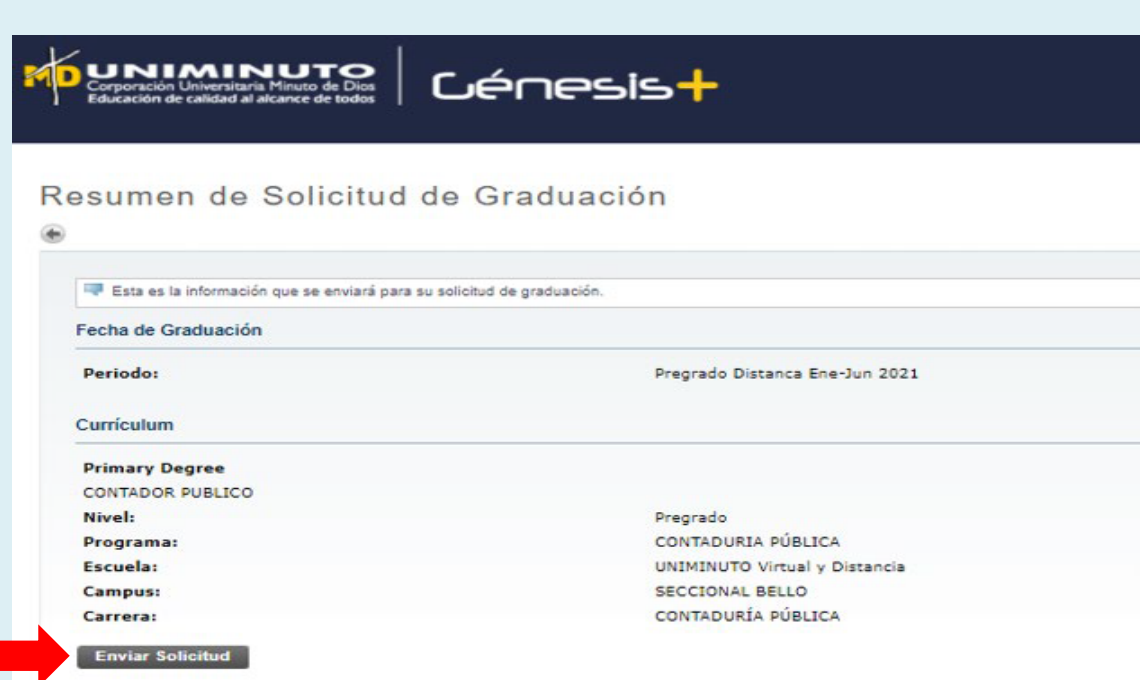 MD UNIMINUTO
Corporación Universitaria Minuto de Dios
Educación de calidad al alcance de todos
Génesis+
Resumen de Solicitud de Graduación
Esta es la información que se enviará para su solicitud de graduación.
Fecha de Graduación
Periodo: Pregrado Distanca Ene-Jun 2021
Currículum
Primary Degree
CONTADOR PUBLICO
Nivel: Pregrado
Programa: CONTADURIA PÚBLICA
Escuela: UNIMINUTO Virtual y Distancia
Campus: SECCIONAL BELLO
Carrera: CONTADURÍA PÚBLICA
Enviar Solicitud